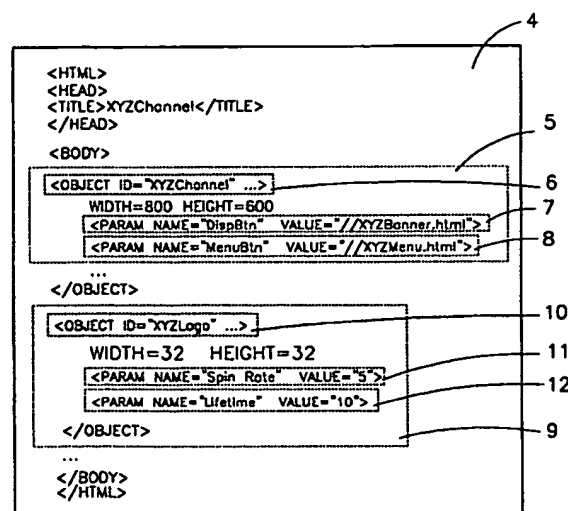 4
<HTML>
<HEAD>
<TITLE>XYZChannel</TITLE>
</HEAD>
<BODY>
5
<OBJECT ID="XYZChannel" ...>
6
WIDTH=800 HEIGHT=600
7
<PARAM NAME="DispBtn" VALUE="//XYZBanner.html">
<PARAM NAME="MenuBtn" VALUE="//XYZMenu.html">
8
...
</OBJECT>
<OBJECT ID="XYZLogo" ...>
10
WIDTH=32 HEIGHT=32
11
<PARAM NAME="Spin Rate" VALUE="5">
<PARAM NAME="Lifetime" VALUE="10">
12
</OBJECT>
9
...
</BODY>
</HTML>